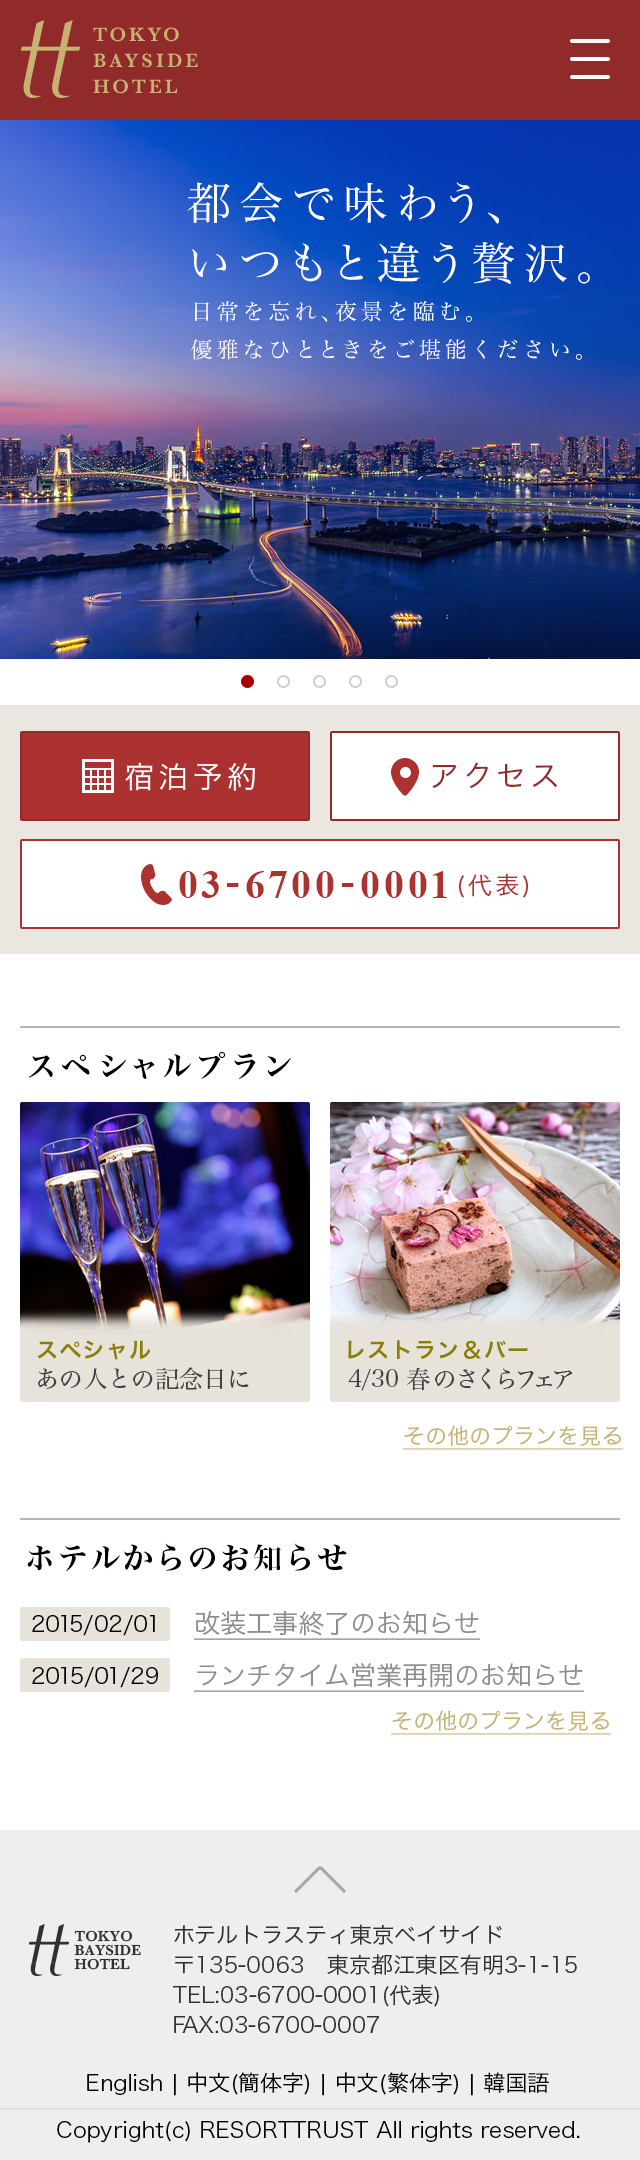 TOKYO
BAYSIDE
HOTEL
都会で味わう、
いつもと違う贅沢。
日常を忘れ、夜景を臨む。
優雅なひとときをご堪能ください。
宿泊予約
アクセス
03-6700-0001(代表)
スペシャルプラン
スペシャル
あの人との記念日に
レストラン&バー
4/30 春のさくらフェア
その他のプランを見る
ホテルからのお知らせ
2015/02/01 改装工事終了のお知らせ
2015/01/29 ランチタイム営業再開のお知らせ
その他のプランを見る
TOKYO
BAYSIDE
HOTEL
ホテルトラスティ東京ベイサイド
〒135-0063 東京都江東区有明3-1-15
TEL:03-6700-0001(代表)
FAX:03-6700-0007
English | 中文(簡体字) | 中文(繁体字) | 韓国語
Copyright(c) RESORTTRUST All rights reserved.